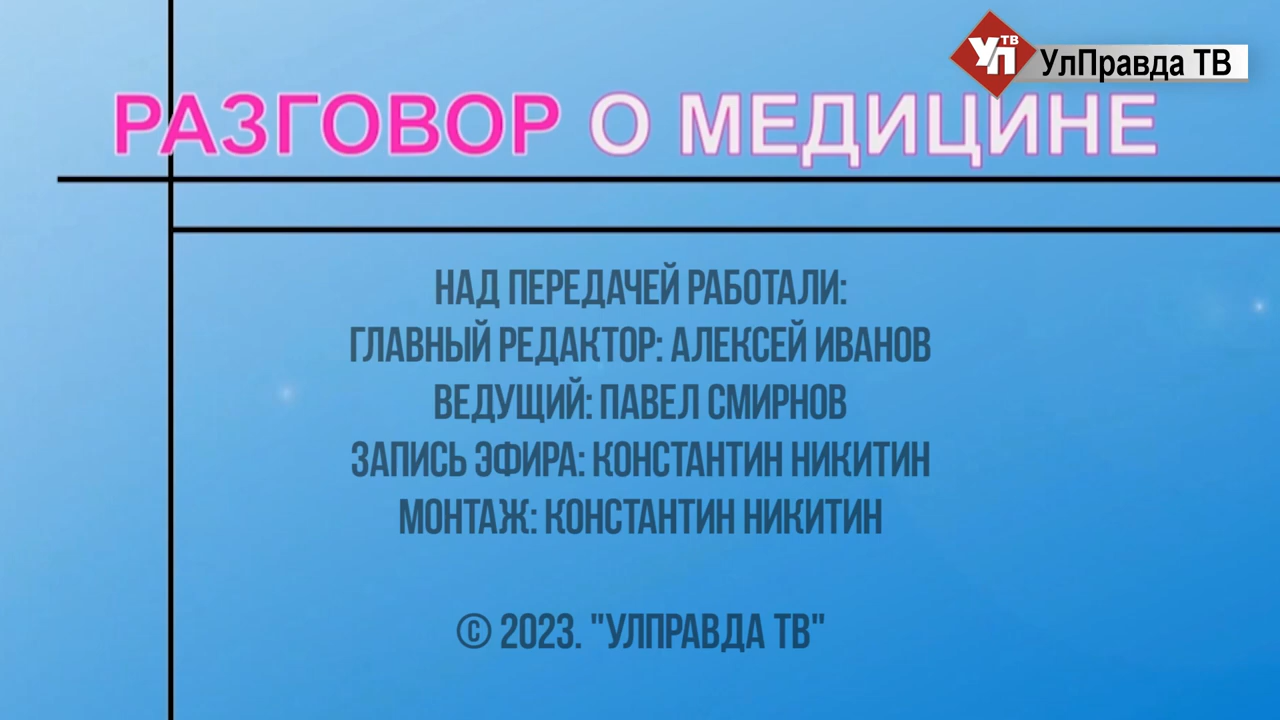 УП ТВ
УлПравда ТВ
РАЗГОВОР О МЕДИЦИНЕ
НАД ПЕРЕДАЧЕЙ РАБОТАЛИ:
ГЛАВНЫЙ РЕДАКТОР: АЛЕКСЕЙ ИВАНОВ
ВЕДУЩИЙ: ПАВЕЛ СМИРНОВ
ЗАПИСЬ ЭФИРА: КОНСТАНТИН НИКИТИН
МОНТАЖ: КОНСТАНТИН НИКИТИН
© 2023. "УЛПРАВДА ТВ"